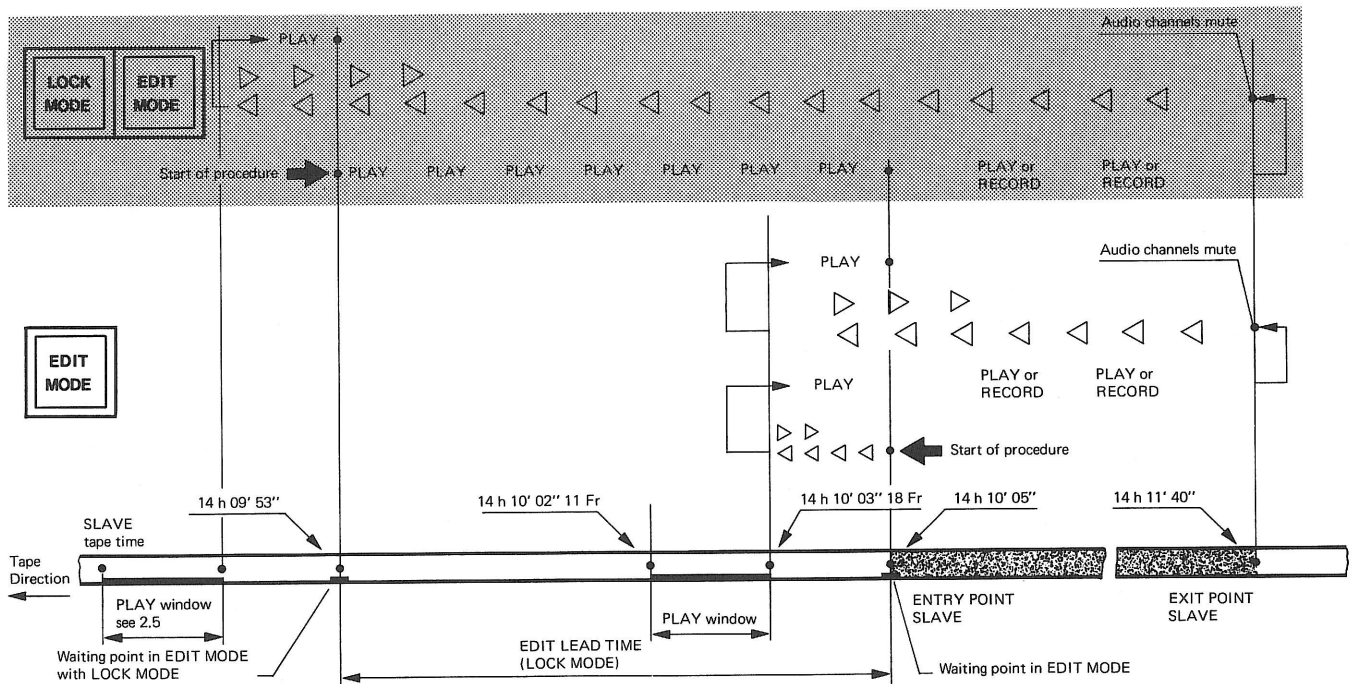 Audio channels mute
PLAY
LOCK
MODE
EDIT
MODE
Start of procedure
PLAY PLAY PLAY PLAY PLAY PLAY PLAY
PLAY or
RECORD
PLAY or
RECORD
Audio channels mute
PLAY
EDIT
MODE
PLAY or
RECORD
PLAY or
RECORD
PLAY
Start of procedure
14 h 09' 53''
14 h 10' 02'' 11 Fr
14 h 10' 03'' 18 Fr
14 h 10' 05''
14 h 11' 40''
SLAVE
tape time
Tape
Direction
PLAY window
see 2.5
PLAY window
ENTRY POINT
SLAVE
EXIT POINT
SLAVE
EDIT LEAD TIME
(LOCK MODE)
Waiting point in EDIT MODE
with LOCK MODE
Waiting point in EDIT MODE